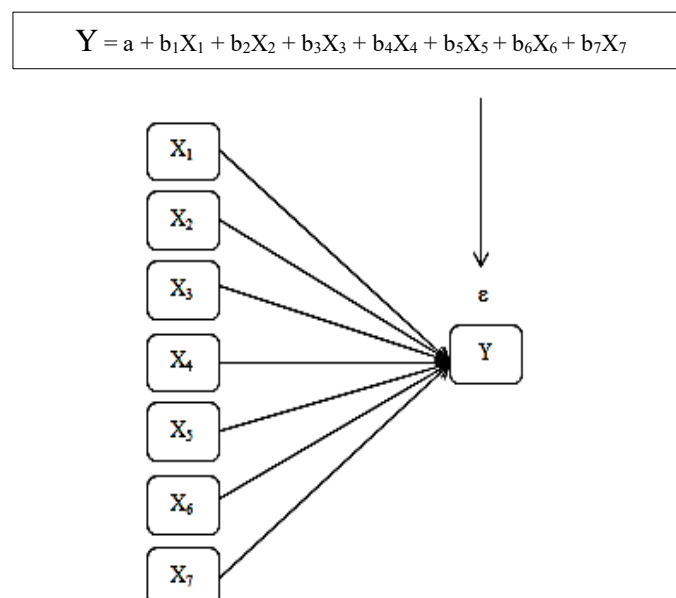 Y = a + b₁X₁ + b₂X₂ + b₃X₃ + b₄X₄ + b₅X₅ + b₆X₆ + b₇X₇
X₁
X₂
X₃
ε
X₄
Y
X₅
X₆
X₇